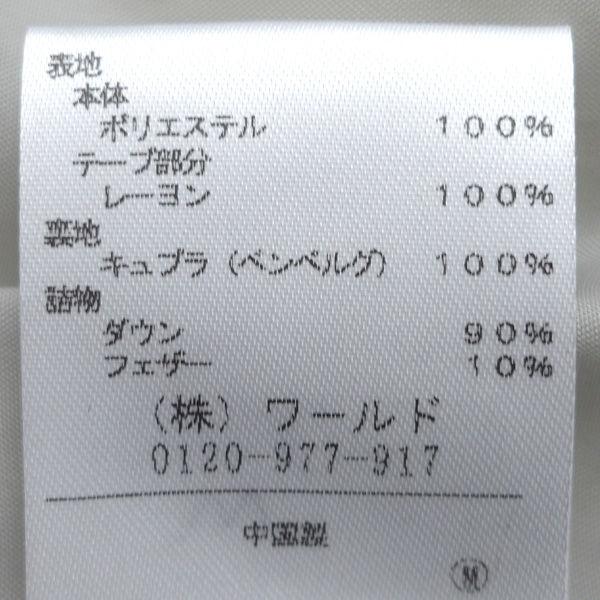 表地
本体
ポリエステル 100%
テープ部分
レーヨン 100%
裏地
キュプラ(ベンベルグ) 100%
詰物
ダウン 90%
フェザー 10%
(株)ワールド
0120-977-917
中国製
M